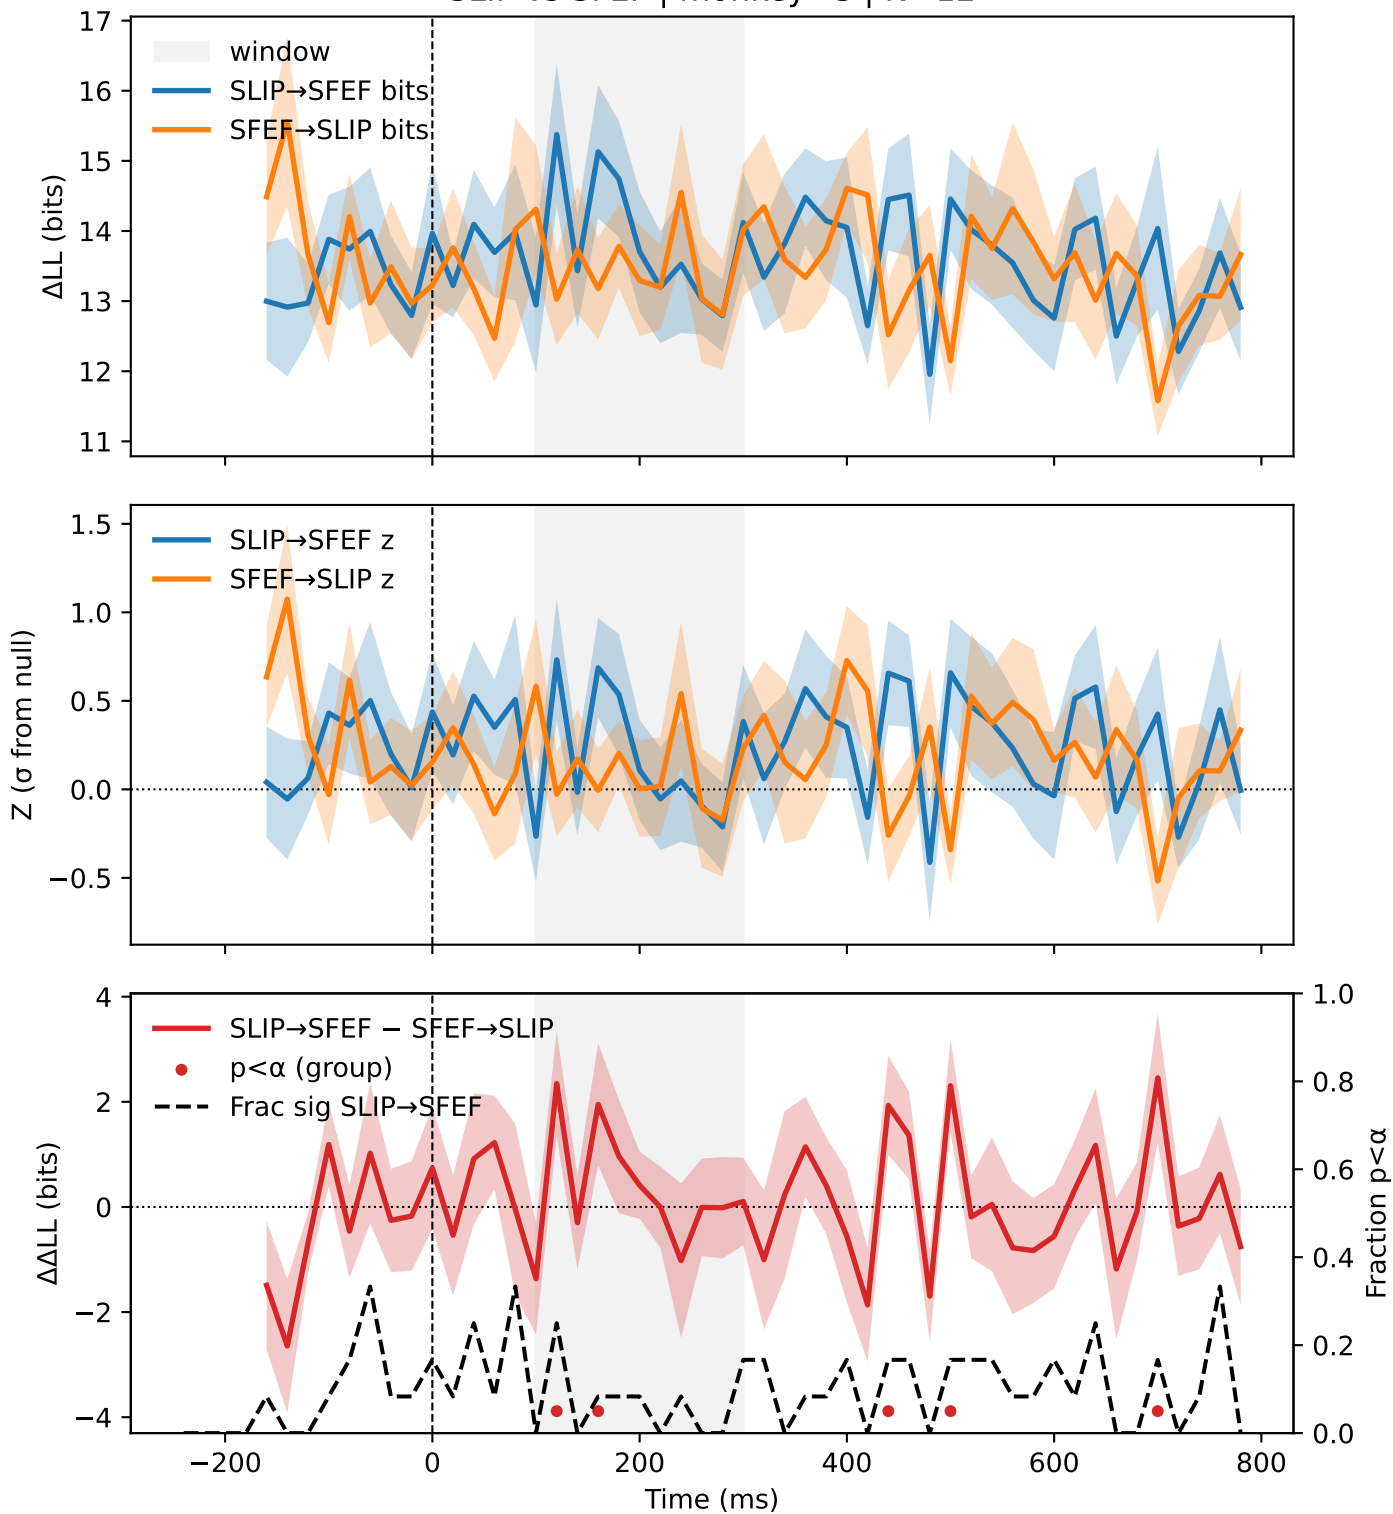 17
16
15
14
13
12
11
ΔLL (bits)
window
SLIP→SFEF bits
SFEF→SLIP bits
1.5
1.0
0.5
0.0
−0.5
Z (σ from null)
SLIP→SFEF z
SFEF→SLIP z
4
2
0
−2
−4
ΔΔLL (bits)
SLIP→SFEF − SFEF→SLIP
p<α (group)
Frac sig SLIP→SFEF
1.0
0.8
0.6
0.4
0.2
0.0
Fraction p<α
−200
0
200
400
600
800
Time (ms)